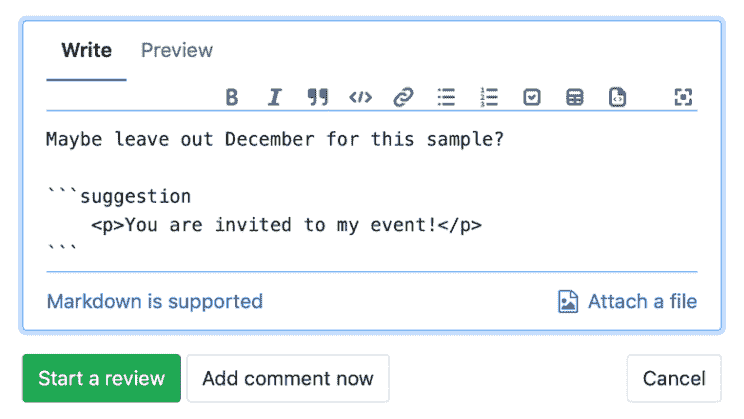 Write Preview
Maybe leave out December for this sample?
```suggestion
    <p>You are invited to my event!</p>
```
Markdown is supported Attach a file
Start a review Add comment now Cancel